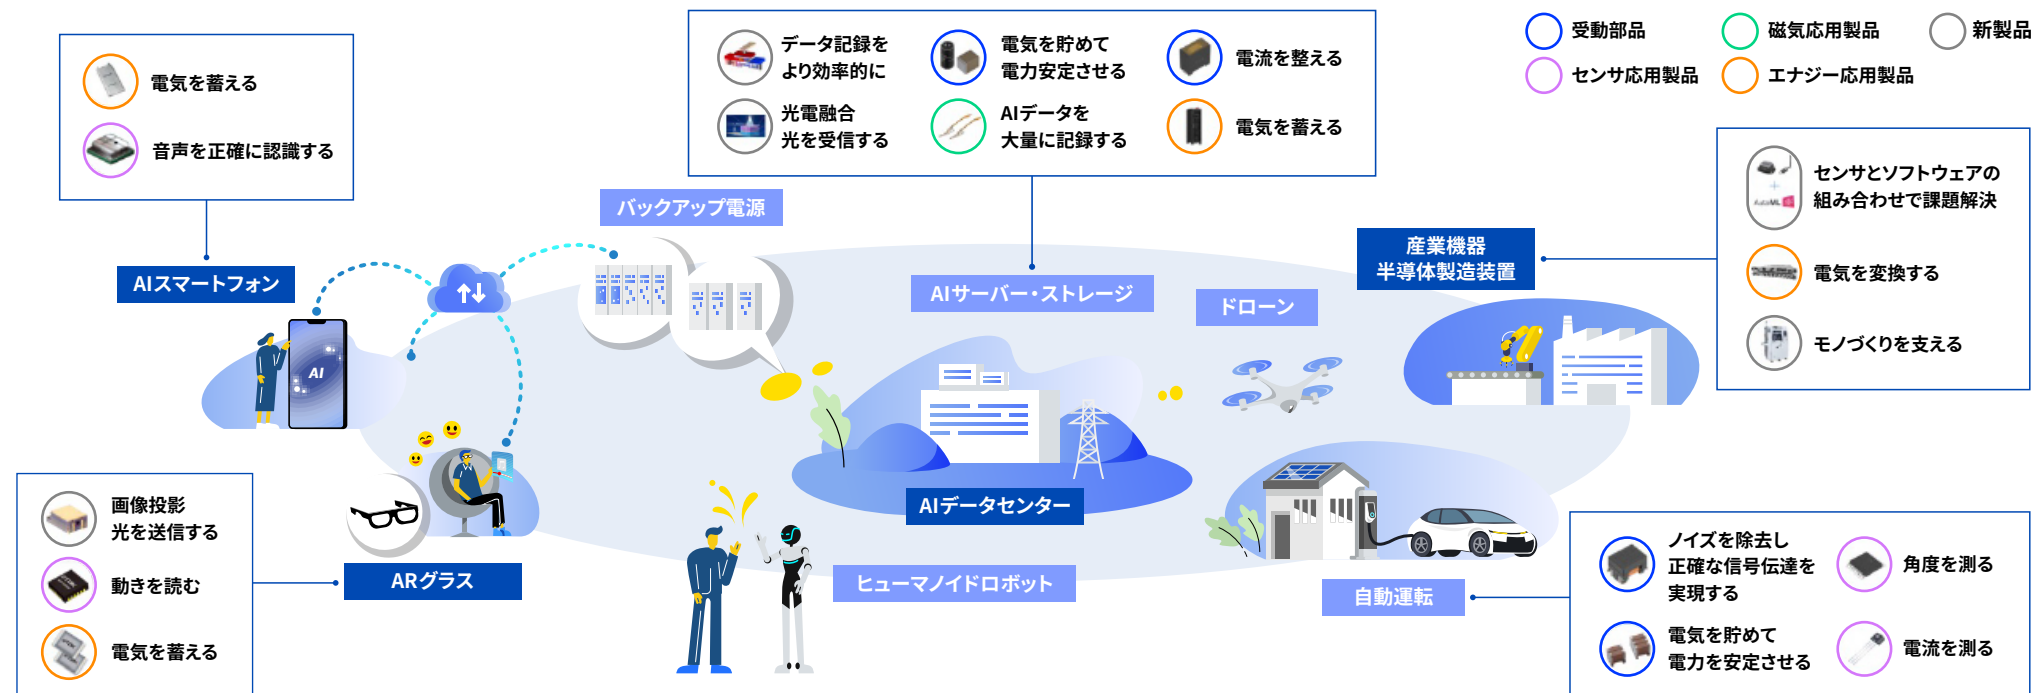 受動部品
磁気応用製品
新製品
センサ応用製品
エナジー応用製品
電気を蓄える
音声を正確に認識する
AIスマートフォン
データ記録を
より効率的に
電気を貯めて
電力安定させる
電流を整える
光電融合
光を受信する
AIデータを
大量に記録する
電気を蓄える
バックアップ電源
AIサーバー・ストレージ
ドローン
産業機器
半導体製造装置
センサとソフトウェアの
組み合わせで課題解決
電気を変換する
モノづくりを支える
AI
AIデータセンター
画像投影
光を送信する
動きを読む
電気を蓄える
ARグラス
ヒューマノイドロボット
自動運転
ノイズを除去し
正確な信号伝達を
実現する
角度を測る
電気を貯めて
電力を安定させる
電流を測る